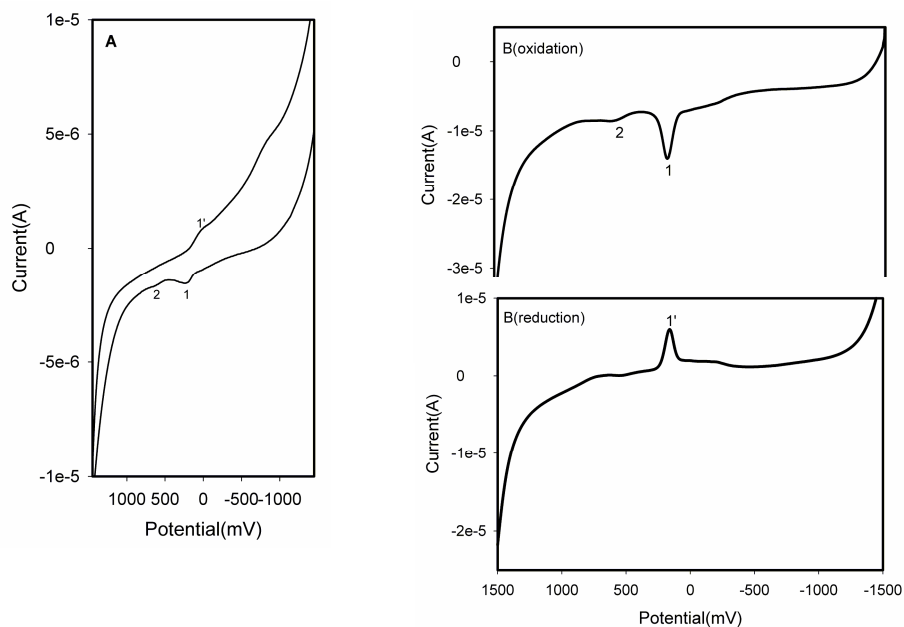 A
1e-5
5e-6
0
-5e-6
-1e-5
Current(A)
1'
2
1
1000 500 0 -500 -1000
Potential(mV)
B(oxidation)
0
-1e-5
-2e-5
-3e-5
Current(A)
2
1
B(reduction)
1e-5
0
-1e-5
-2e-5
Current(A)
1'
1500 1000 500 0 -500 -1000 -1500
Potential(mV)